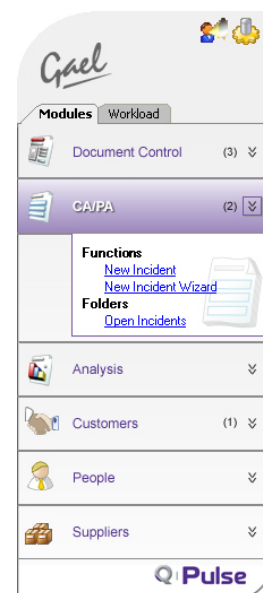 Gael
Modules Workload
Document Control (3)
CA/PA (2)
Functions
New Incident
New Incident Wizard
Folders
Open Incidents
Analysis
Customers (1)
People
Suppliers
Q Pulse